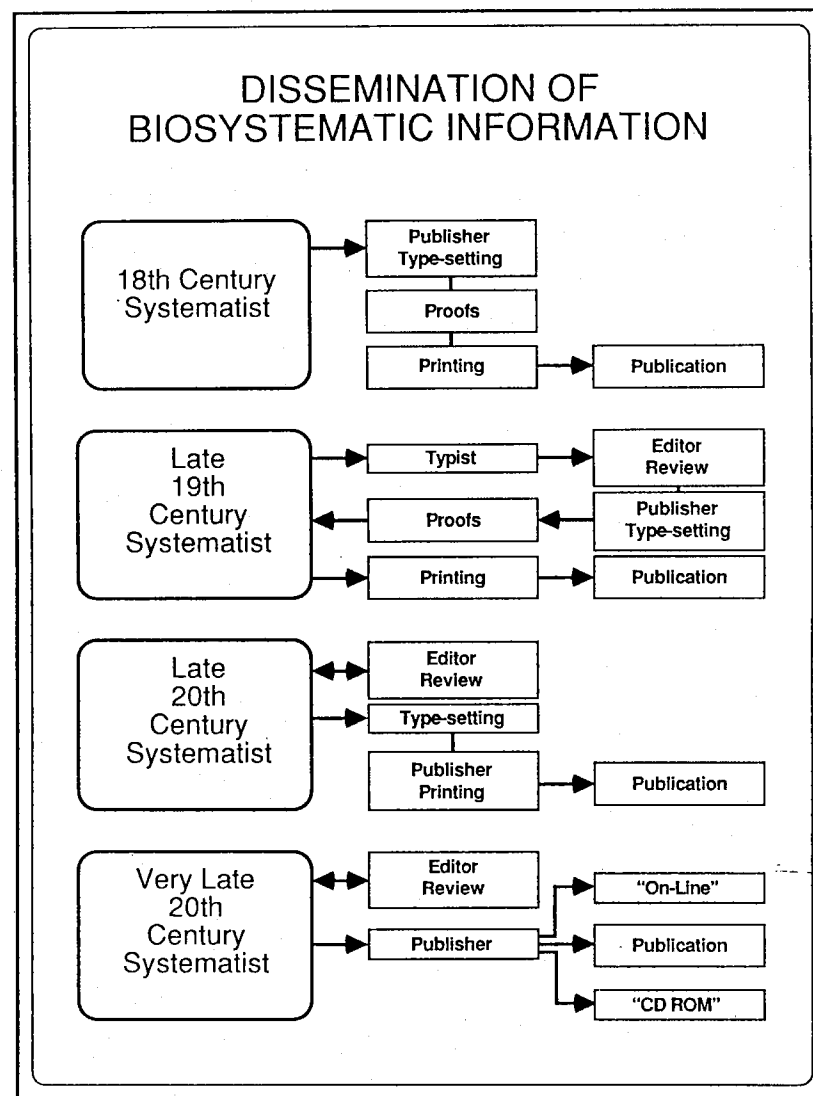 DISSEMINATION OF
BIOSYSTEMATIC INFORMATION
18th Century
Systematist
Publisher
Type-setting
Proofs
Printing
Publication
Late
19th
Century
Systematist
Typist
Editor
Review
Proofs
Publisher
Type-setting
Printing
Publication
Late
20th
Century
Systematist
Editor
Review
Type-setting
Publisher
Printing
Publication
Very Late
20th
Century
Systematist
Editor
Review
Publisher
“On-Line”
Publication
“CD ROM”